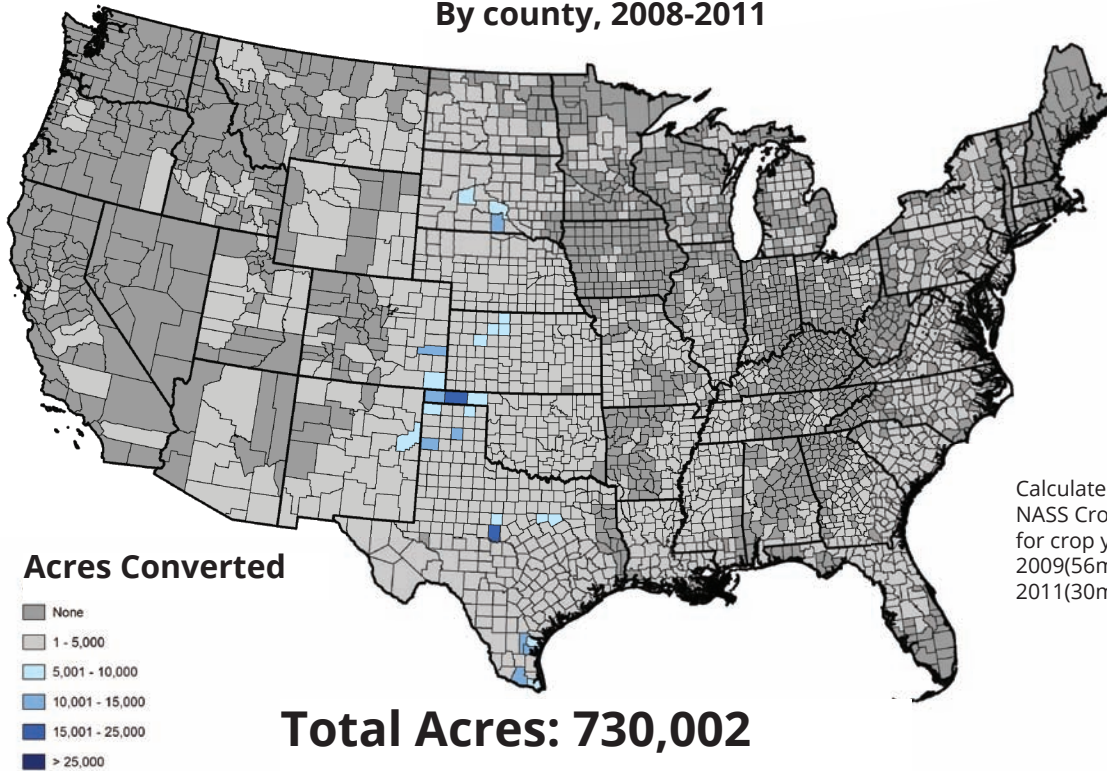 By county, 2008-2011
Calculate
NASS Cro
for crop y
2009(56m
2011(30m
Acres Converted
None
1 - 5,000
5,001 - 10,000
10,001 - 15,000
15,001 - 25,000
> 25,000
Total Acres: 730,002